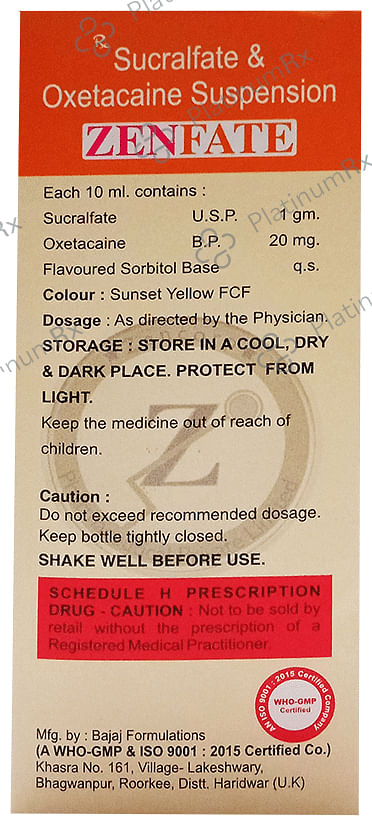 Rx
Sucralfate &
Oxetacaine Suspension
ZENFATE
Each 10 ml. contains :
Sucralfate U.S.P. 1 gm.
Oxetacaine B.P. 20 mg.
Flavoured Sorbitol Base q.s.
Colour : Sunset Yellow FCF
Dosage : As directed by the Physician.
STORAGE : STORE IN A COOL, DRY
& DARK PLACE. PROTECT FROM
LIGHT.
Keep the medicine out of reach of
children.
Caution :
Do not exceed recommended dosage.
Keep bottle tightly closed.
SHAKE WELL BEFORE USE.
SCHEDULE H PRESCRIPTION
DRUG - CAUTION : Not to be sold by
retail without the prescription of a
Registered Medical Practitioner.
AN ISO 9001 : 2015 Certified Company
WHO-GMP
Certified
Mfg. by : Bajaj Formulations
(A WHO-GMP & ISO 9001 : 2015 Certified Co.)
Khasra No. 161, Village- Lakeshwary,
Bhagwanpur, Roorkee, Distt. Haridwar (U.K)
Z
PlatinumRx
PlatinumRx
PlatinumRx